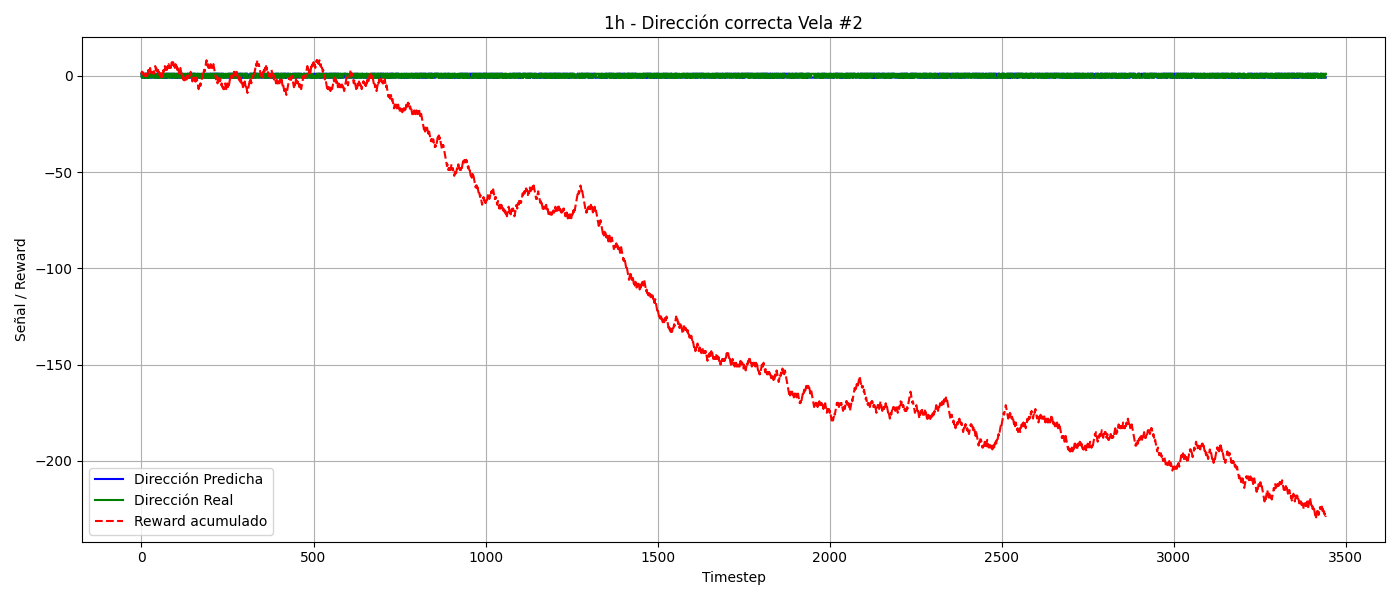 1h - Dirección correcta Vela #2
Señal / Reward
0
−50
−100
−150
−200
Dirección Predicha
Dirección Real
Reward acumulado
0 500 1000 1500 2000 2500 3000 3500
Timestep